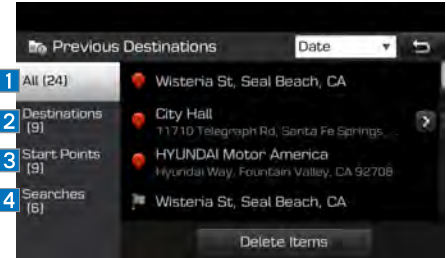 Previous Destinations
Date
1
All (24)
Wisteria St, Seal Beach, CA
2
Destinations
(9)
City Hall
11710 Telegraph Rd, Santa Fe Springs...
3
Start Points
(9)
HYUNDAI Motor America
Hyundai Way, Fountain Valley, CA 92708
4
Searches
(6)
Wisteria St, Seal Beach, CA
Delete Items